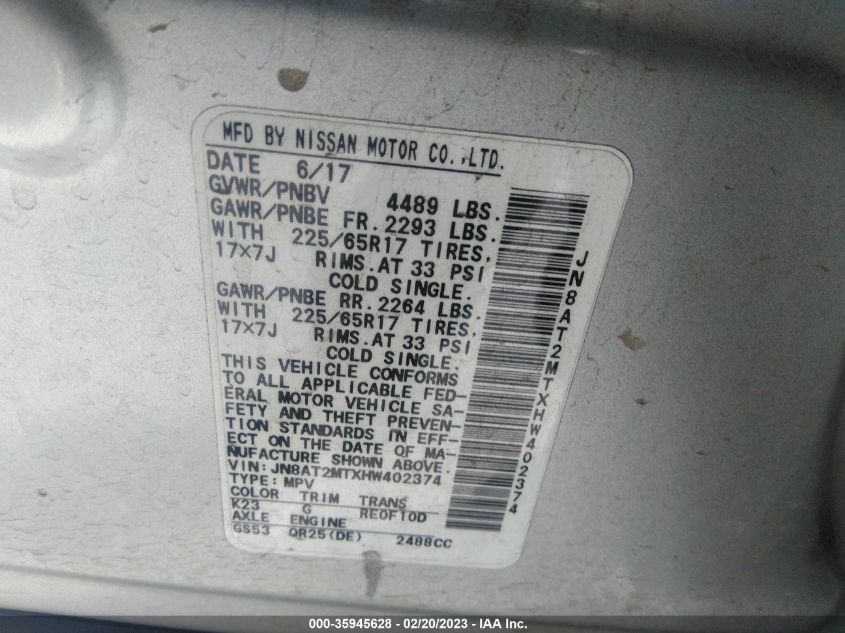 MFD BY NISSAN MOTOR CO.,LTD.
DATE 6/17
GVWR/PNBV 4489 LBS.
GAWR/PNBE FR. 2293 LBS.
WITH 225/65R17 TIRES,
17×7J RIMS.AT 33 PSI
COLD SINGLE.
GAWR/PNBE RR. 2264 LBS.
WITH 225/65R17 TIRES.
17×7J RIMS.AT 33 PSI
COLD SINGLE.
THIS VEHICLE CONFORMS
TO ALL APPLICABLE FED-
ERAL MOTOR VEHICLE SA-
FETY AND THEFT PREVEN-
TION STANDARDS IN EFF-
ECT ON THE DATE OF MA-
NUFACTURE SHOWN ABOVE.
VIN: JN8AT2MTXHW402374
TYPE: MPV
COLOR TRIM TRANS
K23 G RE0F10D
AXLE ENGINE
GS53 QR25(DE) 2488CC
JN8AT2MTXHW402374
000-35945628 - 02/20/2023 - IAA Inc.